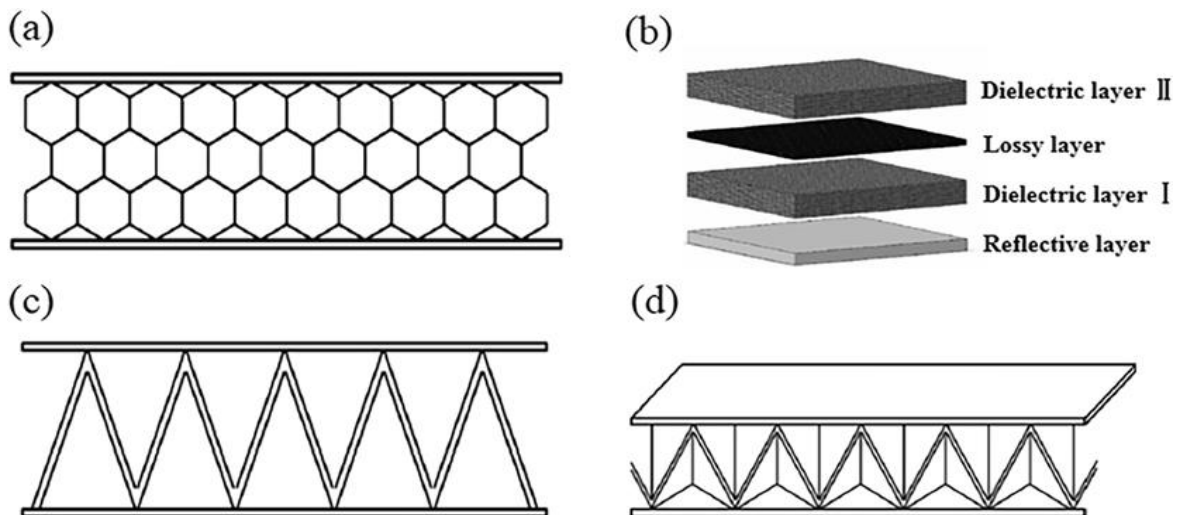 (a)
(b)
Dielectric layer Ⅱ
Lossy layer
Dielectric layer Ⅰ
Reflective layer
(c)
(d)